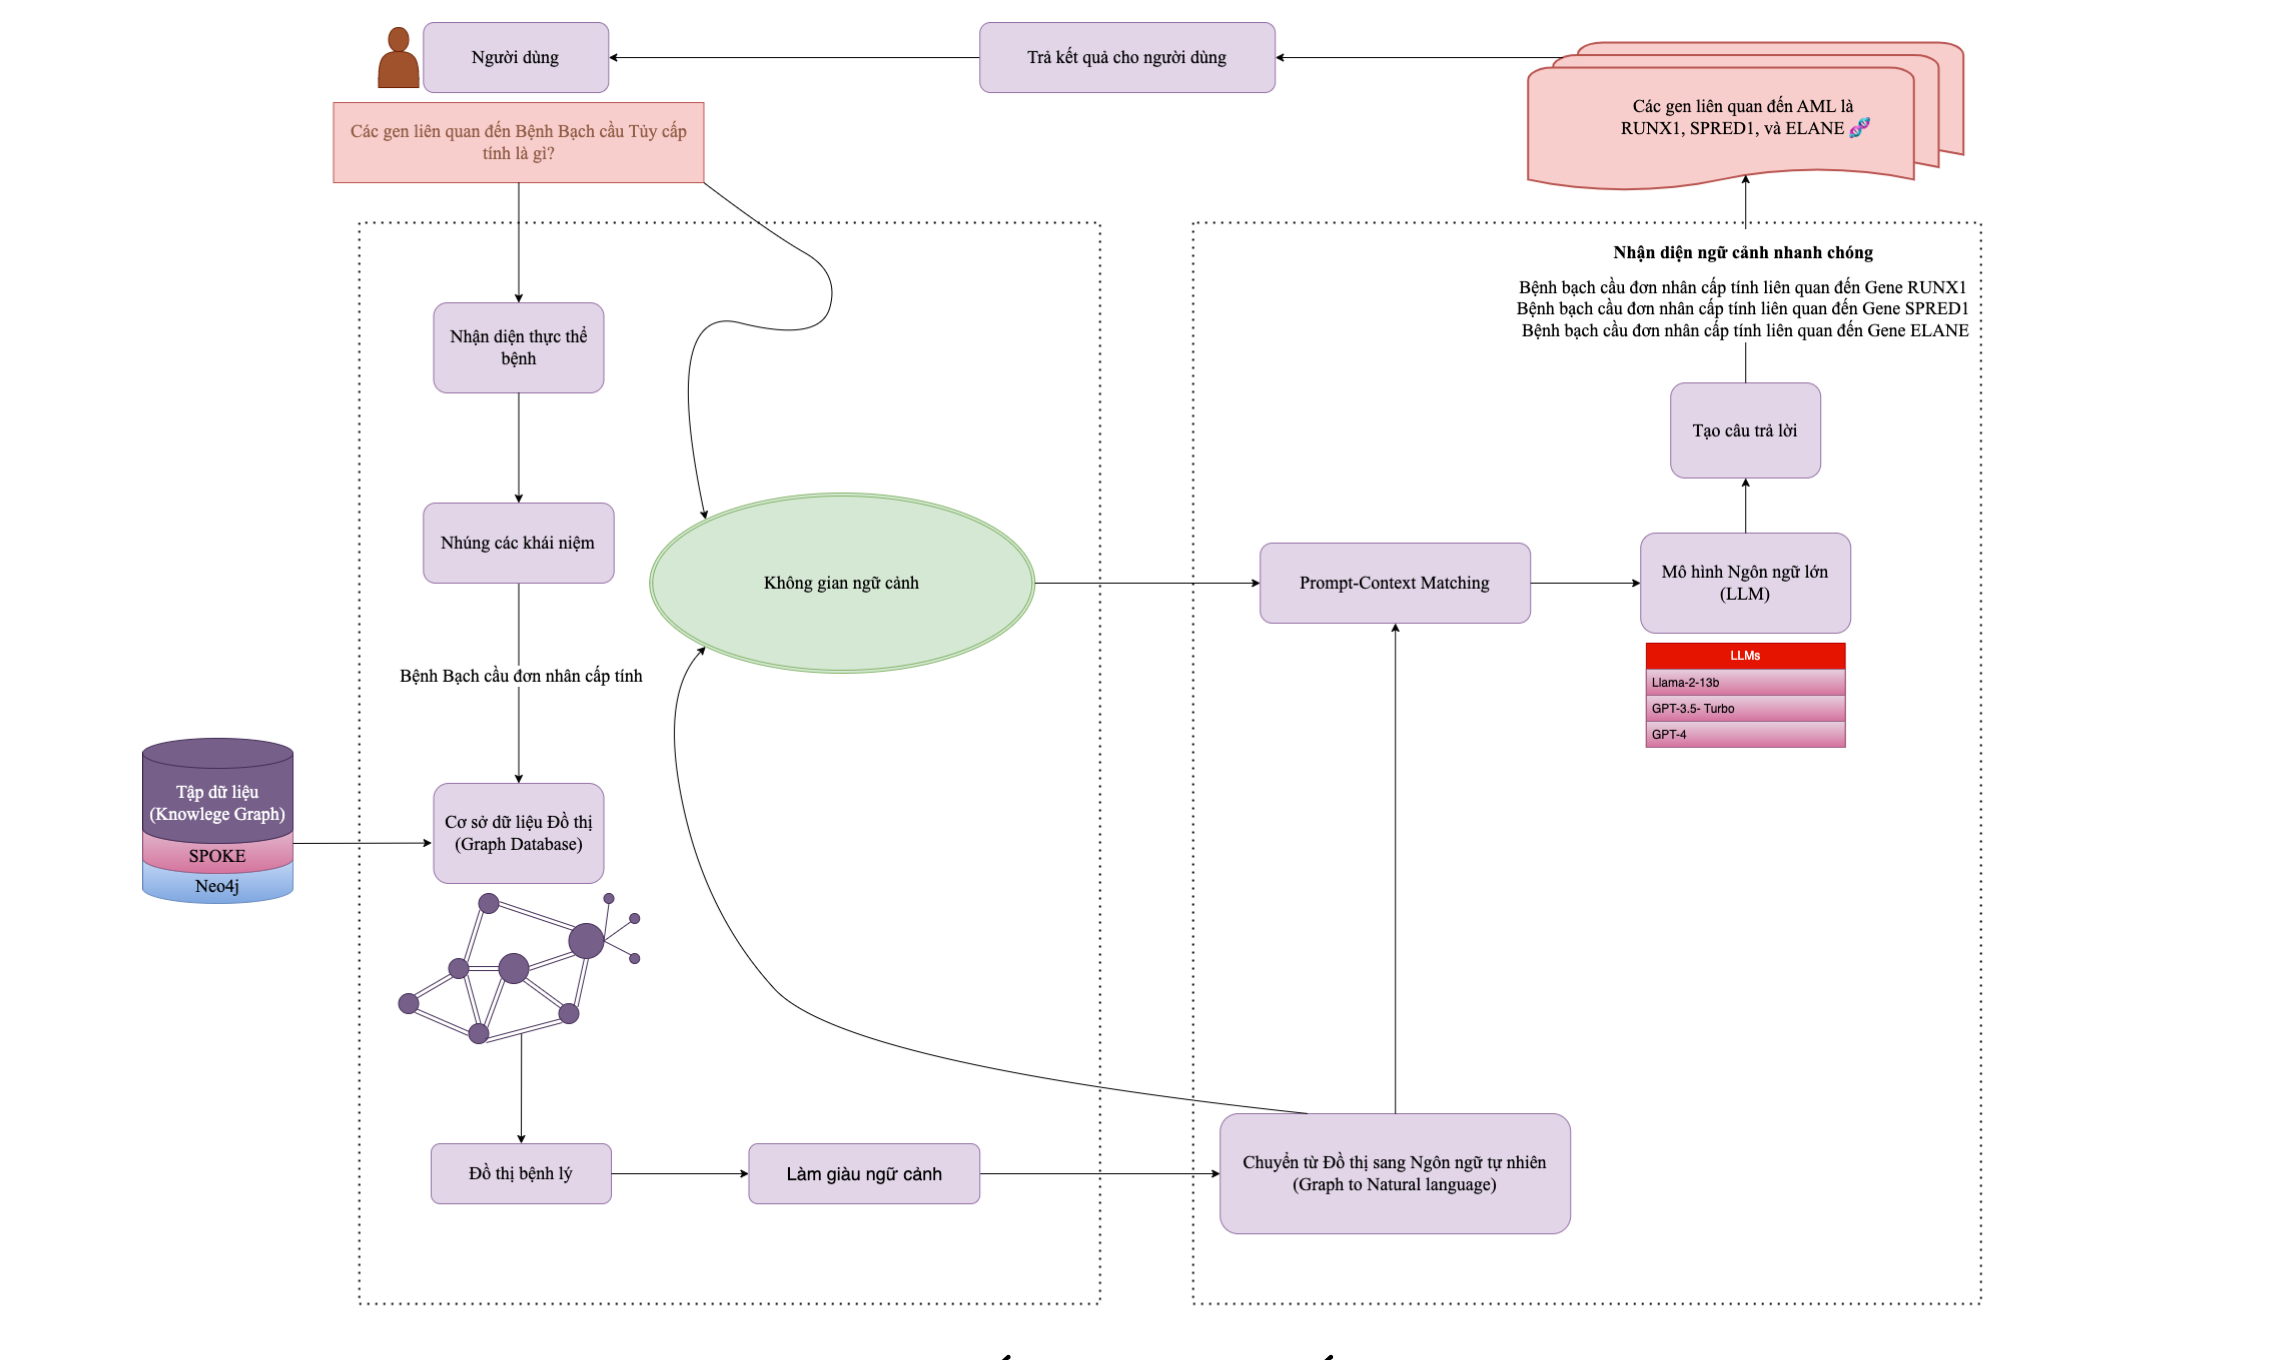 Người dùng
Trả kết quả cho người dùng
Các gen liên quan đến AML là
RUNX1, SPRED1, và ELANE
Các gen liên quan đến Bệnh Bạch cầu Tủy cấp
tính là gì?
Nhận diện ngữ cảnh nhanh chóng
Bệnh bạch cầu đơn nhân cấp tính liên quan đến Gene RUNX1
Bệnh bạch cầu đơn nhân cấp tính liên quan đến Gene SPRED1
Bệnh bạch cầu đơn nhân cấp tính liên quan đến Gene ELANE
Nhận diện thực thể
bệnh
Tạo câu trả lời
Nhúng các khái niệm
Không gian ngữ cảnh
Prompt-Context Matching
Mô hình Ngôn ngữ lớn
(LLM)
LLMs
Llama-2-13b
GPT-3.5- Turbo
GPT-4
Bệnh Bạch cầu đơn nhân cấp tính
Tập dữ liệu
(Knowlege Graph)
SPOKE
Neo4j
Cơ sở dữ liệu Đồ thị
(Graph Database)
Đồ thị bệnh lý
Làm giàu ngữ cảnh
Chuyển từ Đồ thị sang Ngôn ngữ tự nhiên
(Graph to Natural language)